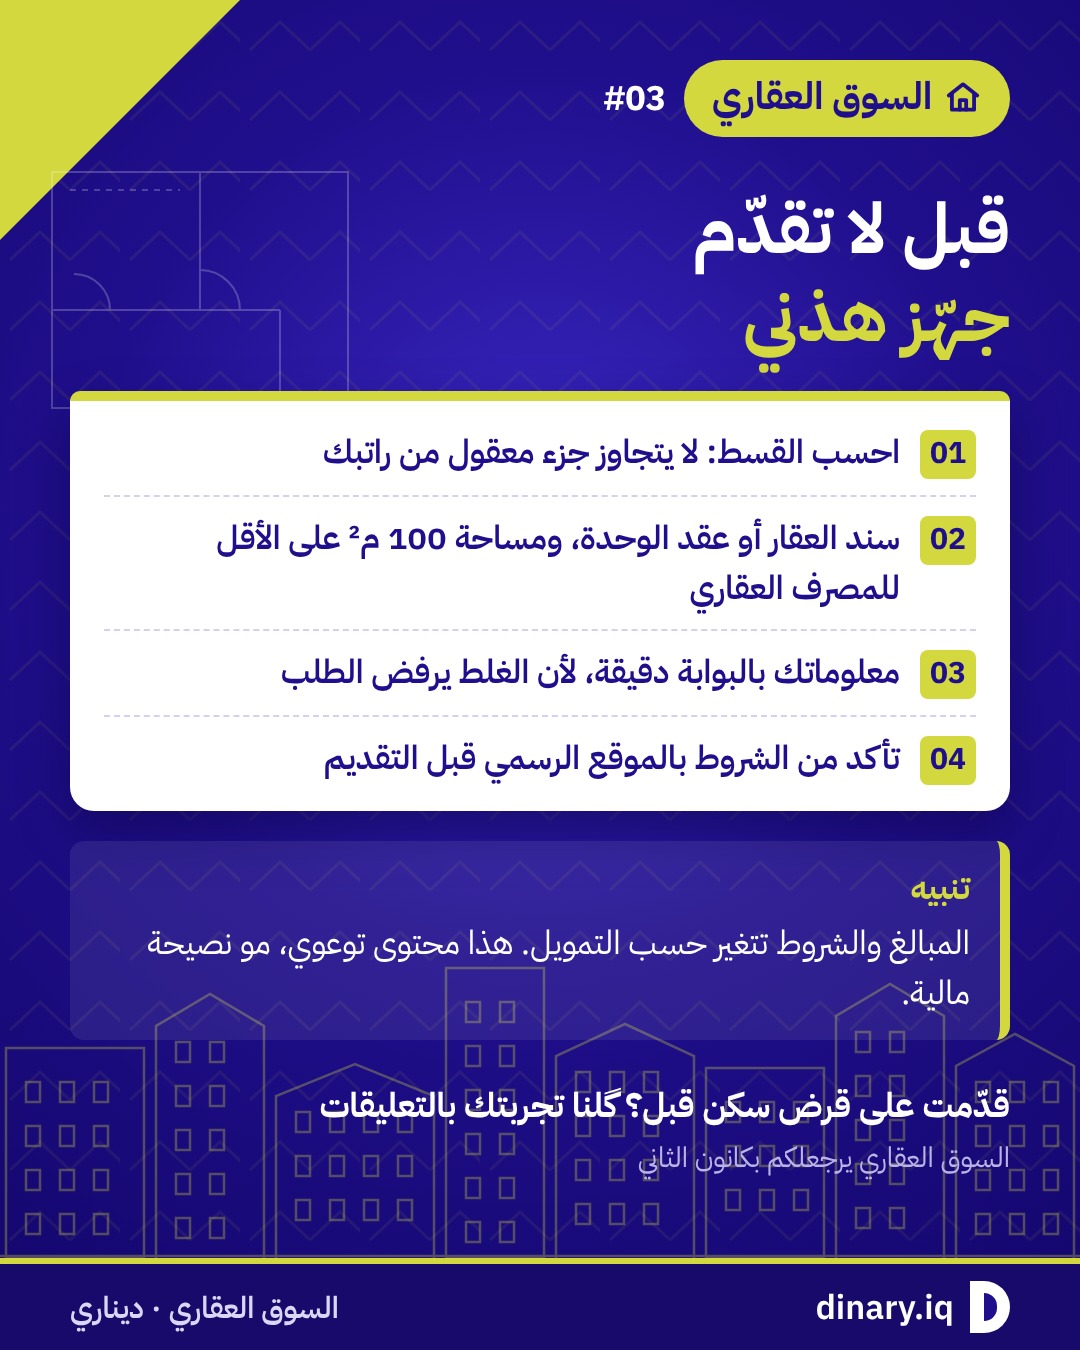 السوق العقاري #03
قبل لا تقدّم
جهّز هذني
01 احسب القسط: لا يتجاوز جزء معقول من راتبك
02 سند العقار أو عقد الوحدة، ومساحة 100 م² على الأقل
للمصرف العقاري
03 معلوماتك بالبوابة دقيقة، لأن الغلط يرفض الطلب
04 تأكد من الشروط بالموقع الرسمي قبل التقديم
تنبيه
المبالغ والشروط تتغير حسب التمويل. هذا محتوى توعوي، مو نصيحة
مالية.
قدّمت على قرض سكن قبل؟ گلنا تجربتك بالتعليقات
السوق العقاري يرجعلكم بكانون الثاني
dinary.iq
السوق العقاري · ديناري